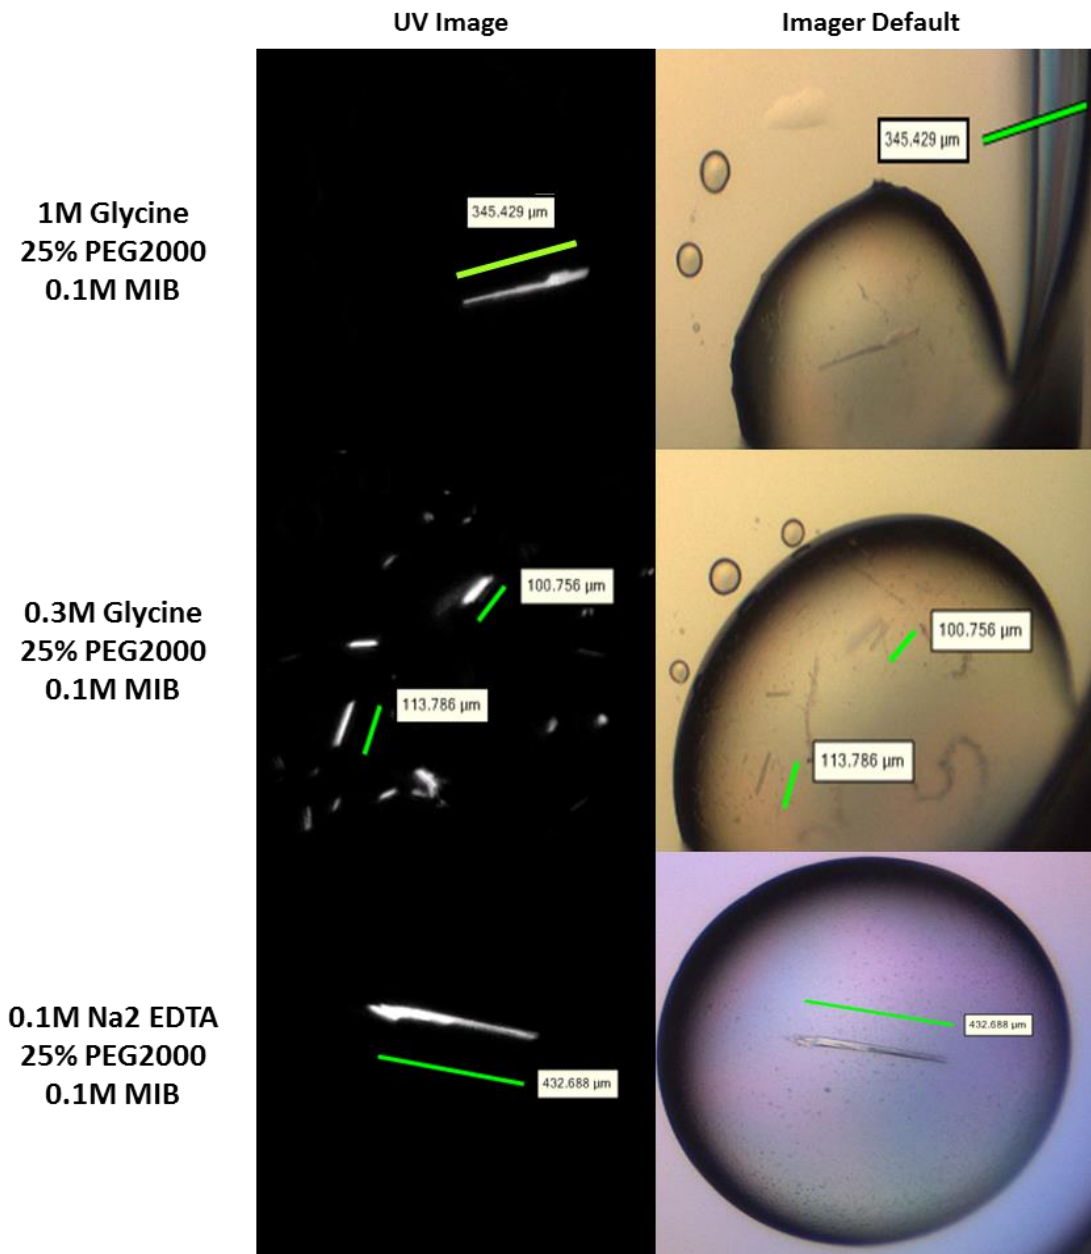 UV Image
Imager Default
1M Glycine
25% PEG2000
0.1M MIB
345.429 µm
345.429 µm
0.3M Glycine
25% PEG2000
0.1M MIB
100.756 µm
113.786 µm
100.756 µm
113.786 µm
0.1M Na2 EDTA
25% PEG2000
0.1M MIB
432.688 µm
432.688 µm